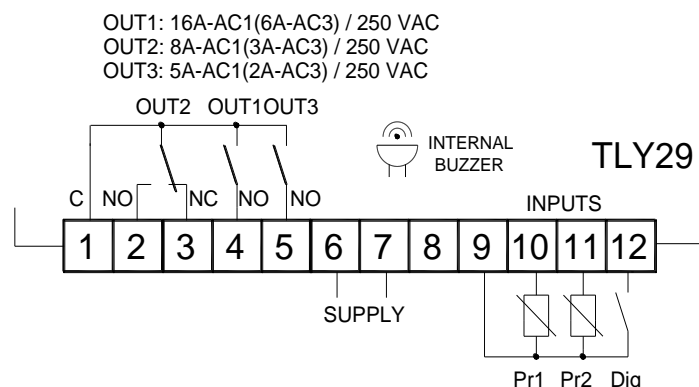 OUT1: 16A-AC1(6A-AC3) / 250 VAC
OUT2: 8A-AC1(3A-AC3) / 250 VAC
OUT3: 5A-AC1(2A-AC3) / 250 VAC
OUT2 OUT1OUT3
INTERNAL
BUZZER
TLY29
C NO NC NO NO
INPUTS
1 2 3 4 5 6 7 8 9 10 11 12
SUPPLY
Pr1 Pr2 Dig